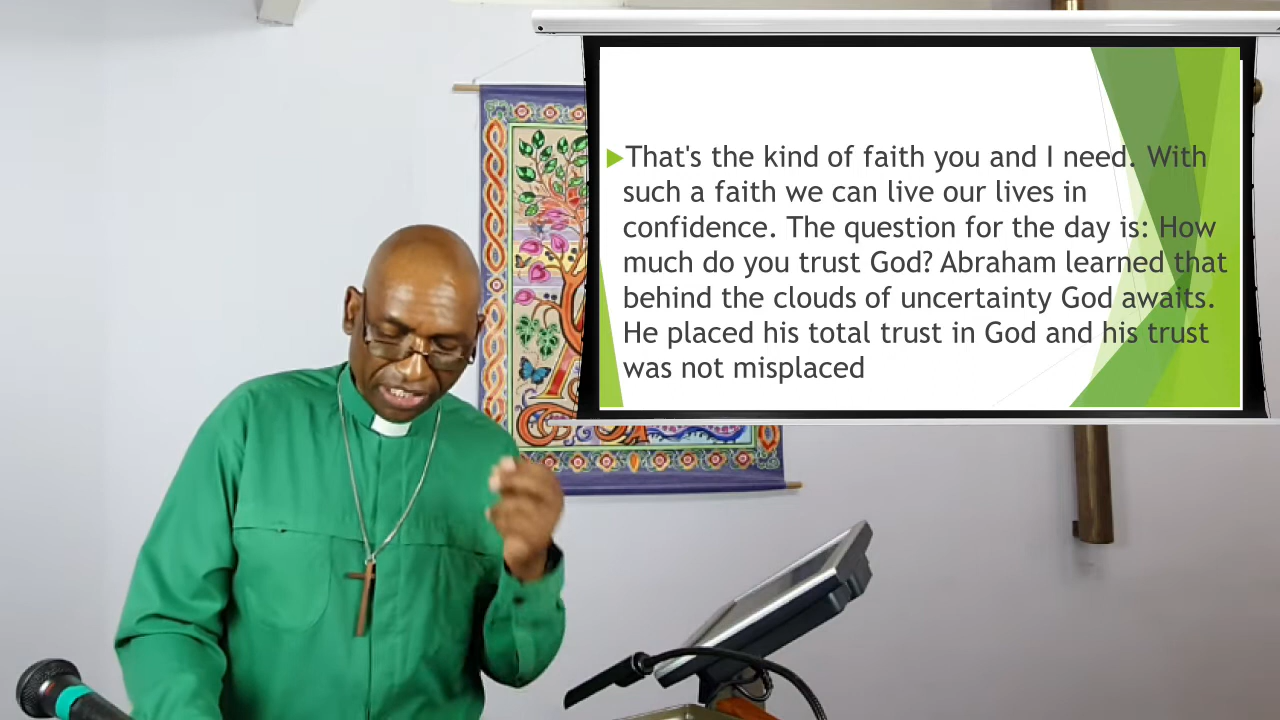 That's the kind of faith you and I need. With
such a faith we can live our lives in
confidence. The question for the day is: How
much do you trust God? Abraham learned that
behind the clouds of uncertainty God awaits.
He placed his total trust in God and his trust
was not misplaced